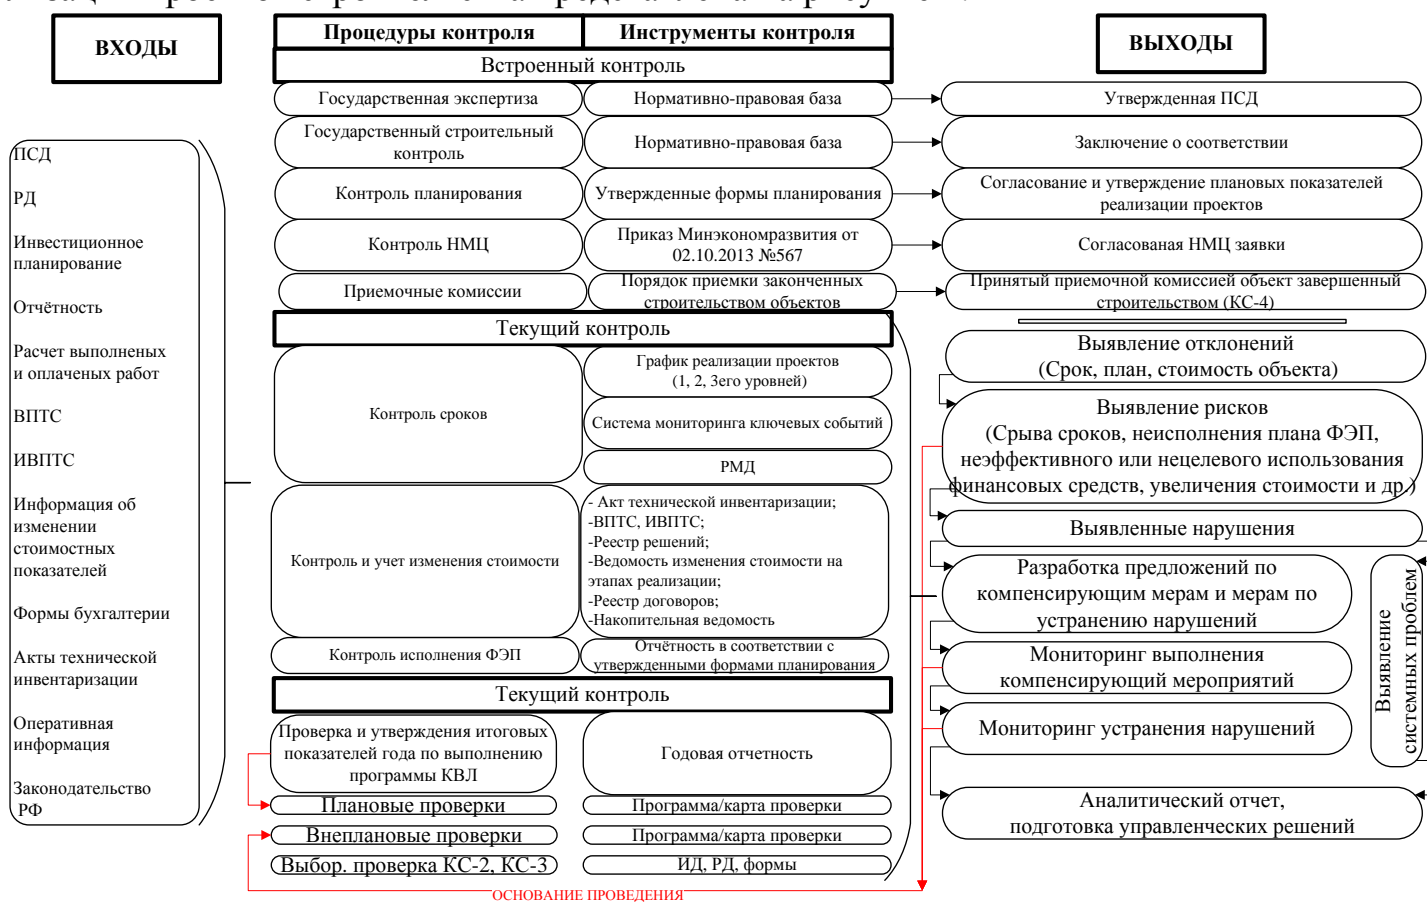 ВХОДЫ
ПСД
РД
Инвестиционное
планирование
Отчётность
Расчет выполненых
и оплаченых работ
ВПТС
ИВПТС
Информация об
изменении
стоимостных
показателей
Формы бухгалтерии
Акты технической
инвентаризации
Оперативная
информация
Законодательство
РФ
Процедуры контроля
Инструменты контроля
Встроенный контроль
Государственная экспертиза
Нормативно-правовая база
Государственный строительный
контроль
Нормативно-правовая база
Контроль планирования
Утвержденные формы планирования
Контроль НМЦ
Приказ Минэкономразвития от
02.10.2013 №567
Приемочные комиссии
Порядок приемки законченных
строительством объектов
Текущий контроль
Контроль сроков
График реализации проектов
(1, 2, 3его уровней)
Система мониторинга ключевых событий
РМД
Контроль и учет изменения стоимости
- Акт технической инвентаризации;
-ВПТС, ИВПТС;
-Реестр решений;
-Ведомость изменения стоимости на
этапах реализации;
-Реестр договоров;
-Накопительная ведомость
Контроль исполнения ФЭП
Отчётность в соответствии с
утвержденными формами планирования
Текущий контроль
Проверка и утверждения итоговых
показателей года по выполнению
программы КВЛ
Годовая отчетность
Плановые проверки
Программа/карта проверки
Внеплановые проверки
Программа/карта проверки
Выбор. проверка КС-2, КС-3
ИД, РД, формы
ОСНОВАНИЕ ПРОВЕДЕНИЯ
ВЫХОДЫ
Утвержденная ПСД
Заключение о соответствии
Согласование и утверждение плановых показателей
реализации проектов
Согласованая НМЦ заявки
Принятый приемочной комиссией объект завершенный
строительством (КС-4)
Выявление отклонений
(Срок, план, стоимость объекта)
Выявление рисков
(Срыва сроков, неисполнения плана ФЭП,
неэффективного или нецелевого использования
финансовых средств, увеличения стоимости и др.)
Выявленные нарушения
Разработка предложений по
компенсирующим мерам и мерам по
устранению нарушений
Мониторинг выполнения
компенсирующий мероприятий
Мониторинг устранения нарушений
Выявление
системных проблем
Аналитический отчет,
подготовка управленческих решений